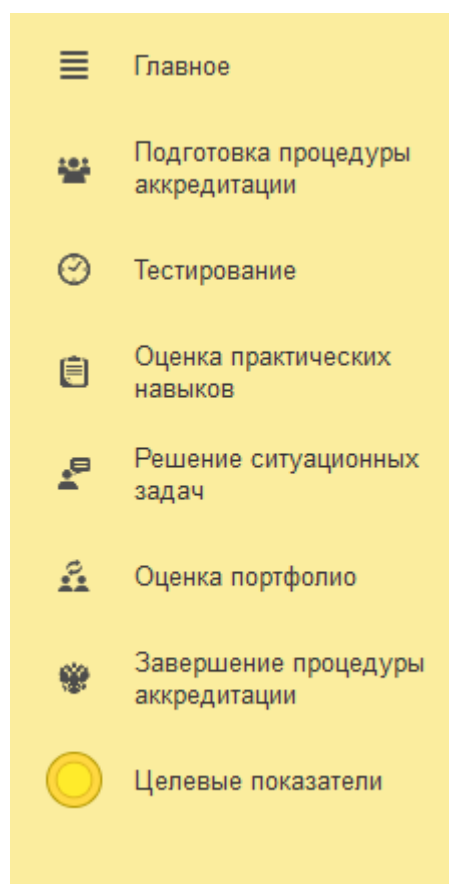 Главное
Подготовка процедуры
аккредитации
Тестирование
Оценка практических
навыков
Решение ситуационных
задач
Оценка портфолио
Завершение процедуры
аккредитации
Целевые показатели